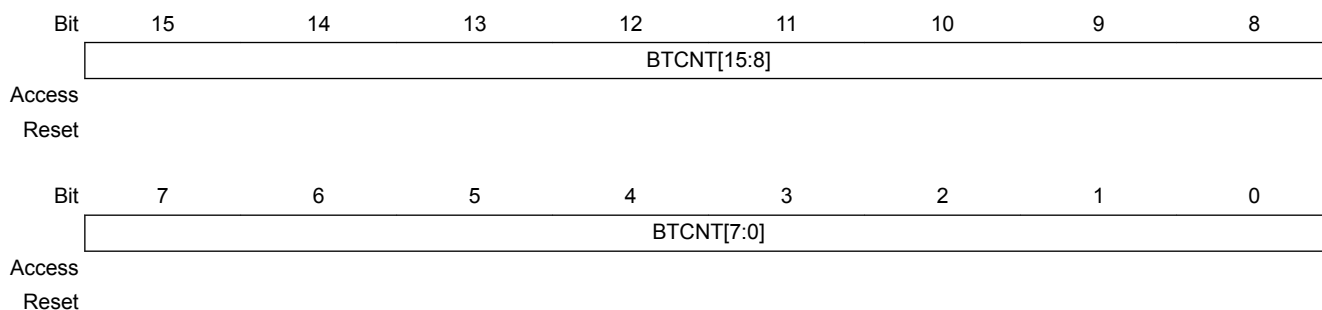 Bit 15 14 13 12 11 10 9 8
BTCNT[15:8]
Access
Reset
Bit 7 6 5 4 3 2 1 0
BTCNT[7:0]
Access
Reset